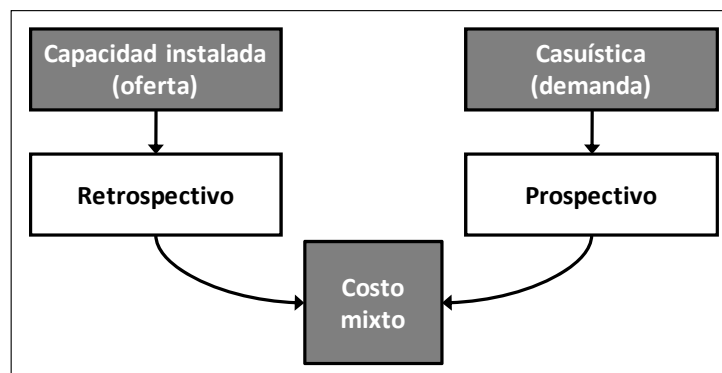 Capacidad instalada
(oferta)
Casuística
(demanda)
Retrospectivo
Prospectivo
Costo
mixto